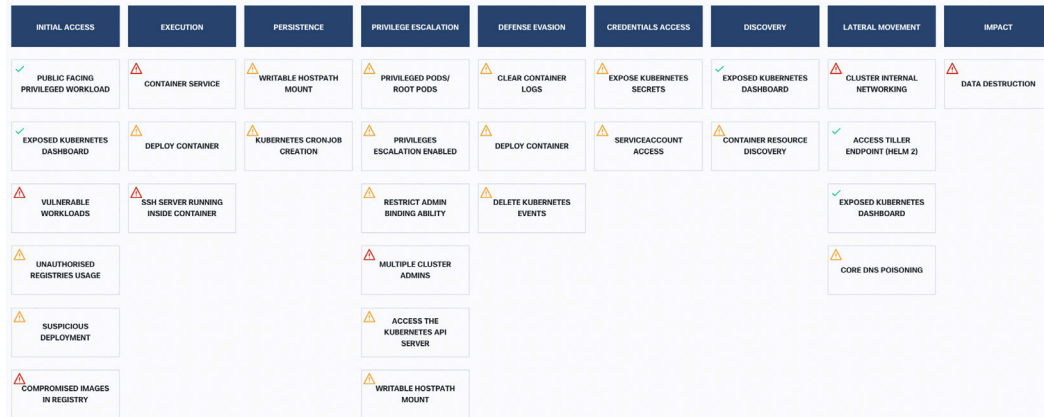 INITIAL ACCESS
EXECUTION
PERSISTENCE
PRIVILEGE ESCALATION
DEFENSE EVASION
CREDENTIALS ACCESS
DISCOVERY
LATERAL MOVEMENT
IMPACT
PUBLIC FACING
PRIVILEGED WORKLOAD
CONTAINER SERVICE
WRITABLE HOSTPATH
MOUNT
PRIVILEGED PODS/
ROOT PODS
CLEAR CONTAINER
LOGS
EXPOSE KUBERNETES
SECRETS
EXPOSED KUBERNETES
DASHBOARD
CLUSTER INTERNAL
NETWORKING
DATA DESTRUCTION
EXPOSED KUBERNETES
DASHBOARD
DEPLOY CONTAINER
KUBERNETES CRONJOB
CREATION
PRIVILEGES
ESCALATION ENABLED
DEPLOY CONTAINER
SERVICEACCOUNT
ACCESS
CONTAINER RESOURCE
DISCOVERY
ACCESS TILLER
ENDPOINT (HELM 2)
VULNERABLE
WORKLOADS
SSH SERVER RUNNING
INSIDE CONTAINER
RESTRICT ADMIN
BINDING ABILITY
DELETE KUBERNETES
EVENTS
EXPOSED KUBERNETES
DASHBOARD
UNAUTHORISED
REGISTRIES USAGE
MULTIPLE CLUSTER
ADMINS
CORE DNS POISONING
SUSPICIOUS
DEPLOYMENT
ACCESS THE
KUBERNETES API
SERVER
COMPROMISED IMAGES
IN REGISTRY
WRITABLE HOSTPATH
MOUNT